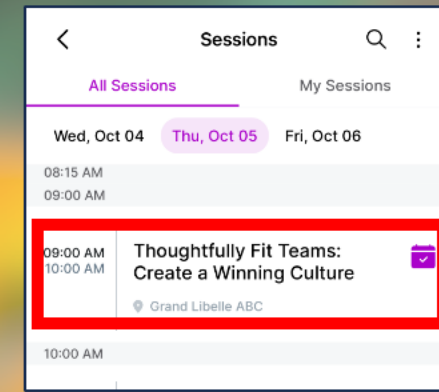 Sessions
All Sessions
My Sessions
Wed, Oct 04
Thu, Oct 05
Fri, Oct 06
08:15 AM
09:00 AM
09:00 AM
10:00 AM
Thoughtfully Fit Teams:
Create a Winning Culture
Grand Libelle ABC
10:00 AM